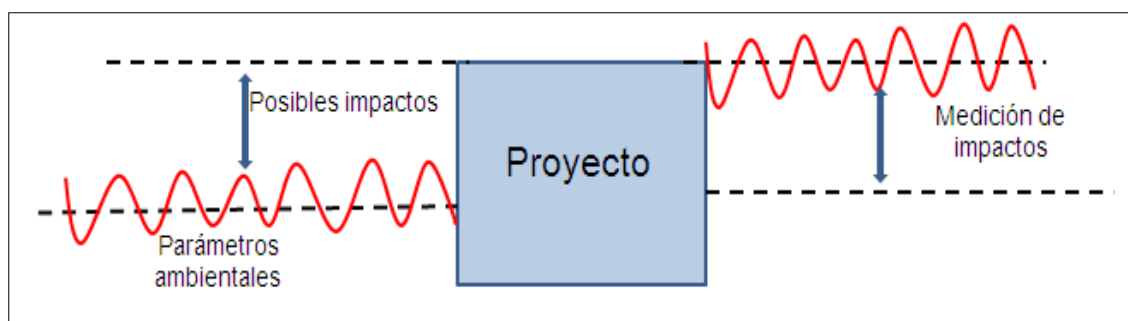 Posibles impactos
Parámetros
ambientales
Proyecto
Medición de
impactos